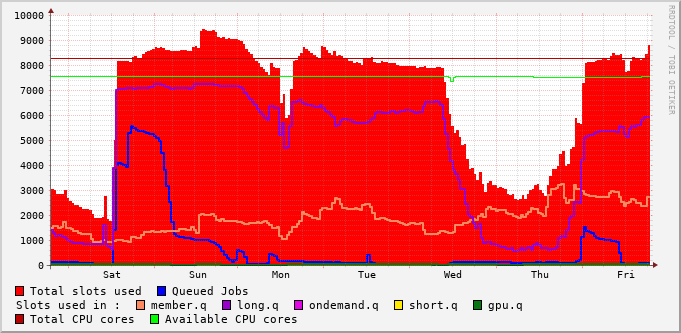 RRDTOOL / TOBI OETIKER
10000
9000
8000
7000
6000
5000
4000
3000
2000
1000
0
Sat Sun Mon Tue Wed Thu Fri
Total slots used Queued Jobs
Slots used in : member.q long.q ondemand.q short.q gpu.q
Total CPU cores Available CPU cores